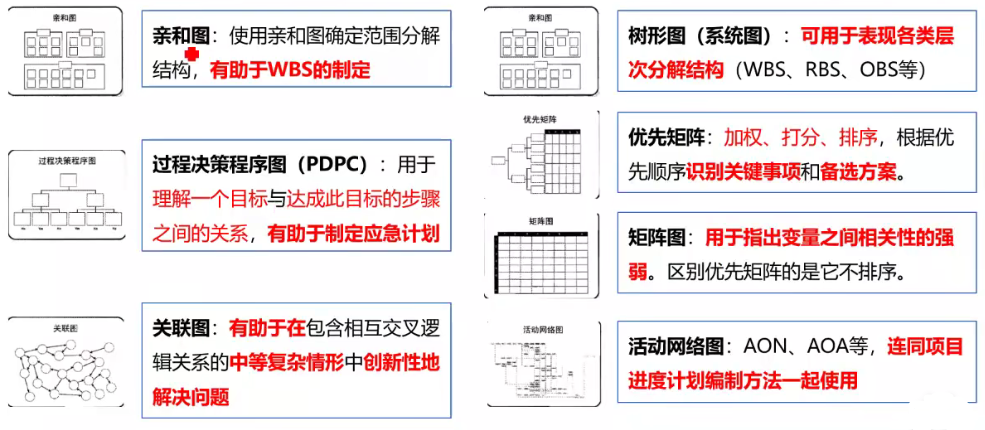 亲和图
亲和图：使用亲和图确定范围分解
结构，有助于WBS的制定
过程决策程序图
过程决策程序图（PDPC）：用于
理解一个目标与达成此目标的步骤
之间的关系，有助于制定应急计划
关联图
关联图：有助于在包含相互交叉逻
辑关系的中等复杂情形中创新性地
解决问题
亲和图
树形图（系统图）：可用于表现各类层
次分解结构（WBS、RBS、OBS等）
优先矩阵
优先矩阵：加权、打分、排序，根据优
先顺序识别关键事项和备选方案。
矩阵图
矩阵图：用于指出变量之间相关性的强
弱。区别优先矩阵的是它不排序。
活动网络图
活动网络图：AON、AOA等，连同项目
进度计划编制方法一起使用